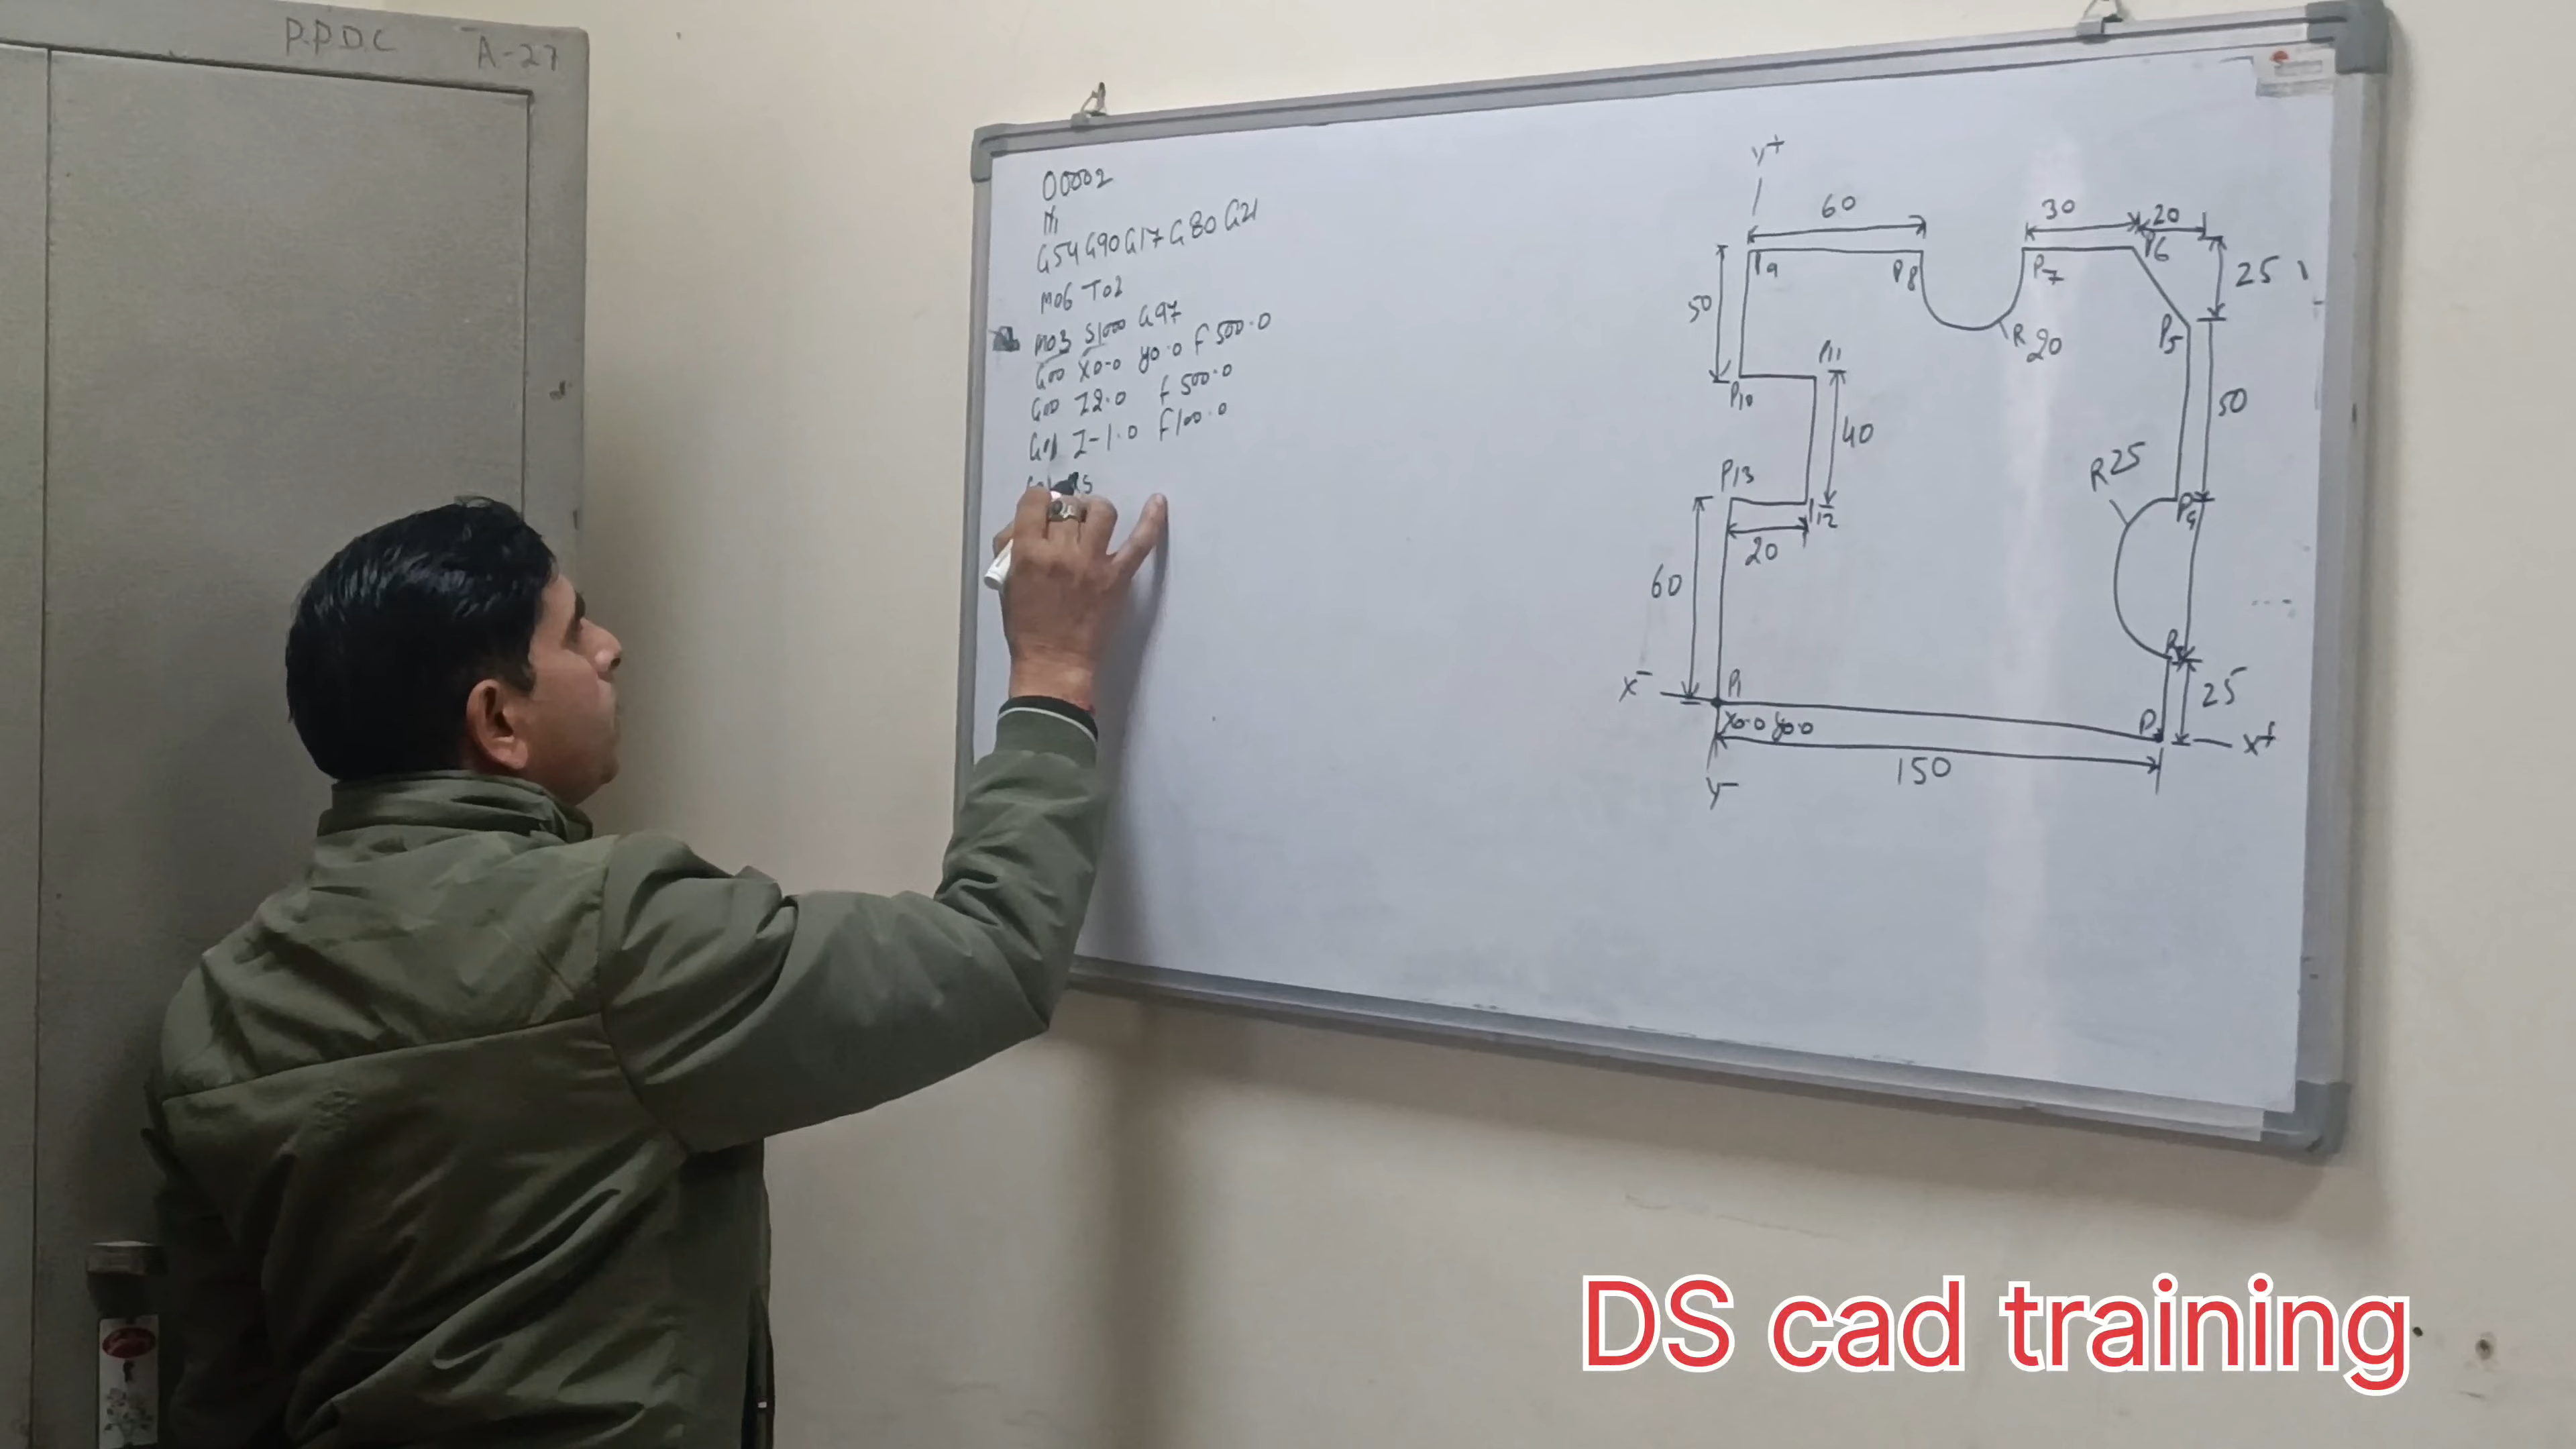 P.P.D.C A-27
O0002
G54 G90 G17 G80 G21
M06 T02
M03 S1000 G97
G00 X0.0 Y0.0 F500.0
G00 Z2.0 F500.0
G01 Z-1.0 F100.0
Y+
60
30
20
P9
P8
P7
P6
25
50
R20
P5
P11
P10
40
50
R25
P13
P12
P4
20
60
P3
25
X-
P1
X0.0 Y0.0
X+
150
Y-
DS cad training